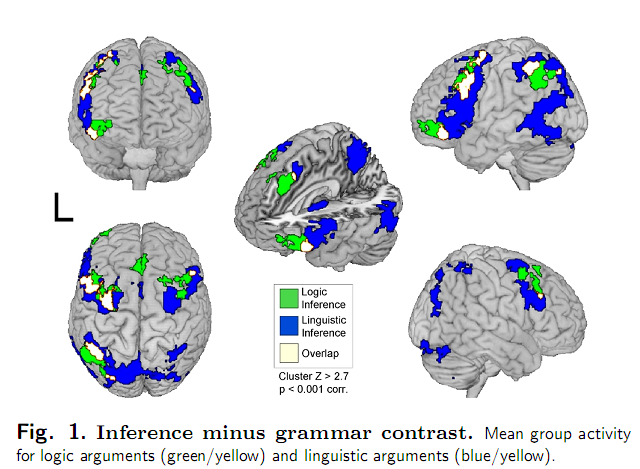 L
Logic
Inference
Linguistic
Inference
Overlap
Cluster Z > 2.7
p < 0.001 corr.
Fig. 1. Inference minus grammar contrast. Mean group activity
for logic arguments (green/yellow) and linguistic arguments (blue/yellow).